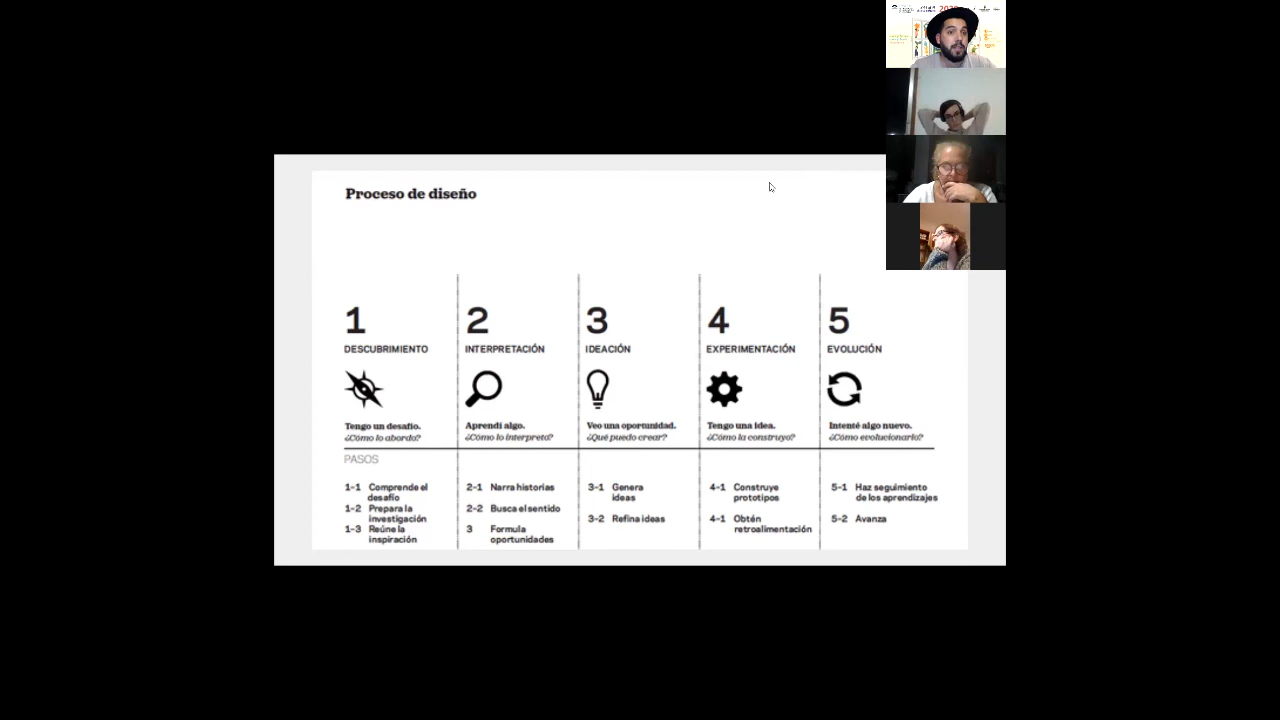 Proceso de diseño
1
DESCUBRIMIENTO
Tengo un desafío.
¿Cómo lo abordo?
2
INTERPRETACIÓN
Aprendí algo.
¿Cómo lo interpreto?
3
IDEACIÓN
Veo una oportunidad.
¿Qué puedo crear?
4
EXPERIMENTACIÓN
Tengo una idea.
¿Cómo la construyo?
5
EVOLUCIÓN
Intenté algo nuevo.
¿Cómo evolucionarlo?
PASOS
1-1 Comprende el
desafío
1-2 Prepara la
investigación
1-3 Reúne la
inspiración
2-1 Narra historias
2-2 Busca el sentido
3 Formula
oportunidades
3-1 Genera
ideas
3-2 Refina ideas
4-1 Construye
prototipos
4-1 Obtén
retroalimentación
5-1 Haz seguimiento
de los aprendizajes
5-2 Avanza